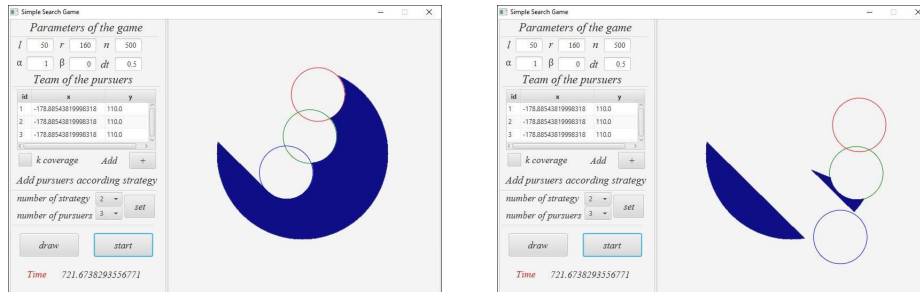 Simple Search Game
Parameters of the game
l 50 r 160 n 500
α 1 β 0 dt 0.5
Team of the pursuers
id x y
1 -178.88543819998318 110.0
2 -178.88543819998318 110.0
3 -178.88543819998318 110.0
k coverage Add +
Add pursuers according strategy
number of strategy 2
number of pursuers 3
set
draw start
Time 721.6738293556771
Simple Search Game
Parameters of the game
l 50 r 160 n 500
α 1 β 0 dt 0.5
Team of the pursuers
id x y
1 -178.88543819998318 110.0
2 -178.88543819998318 110.0
3 -178.88543819998318 110.0
k coverage Add +
Add pursuers according strategy
number of strategy 2
number of pursuers 3
set
draw start
Time 721.6738293556771